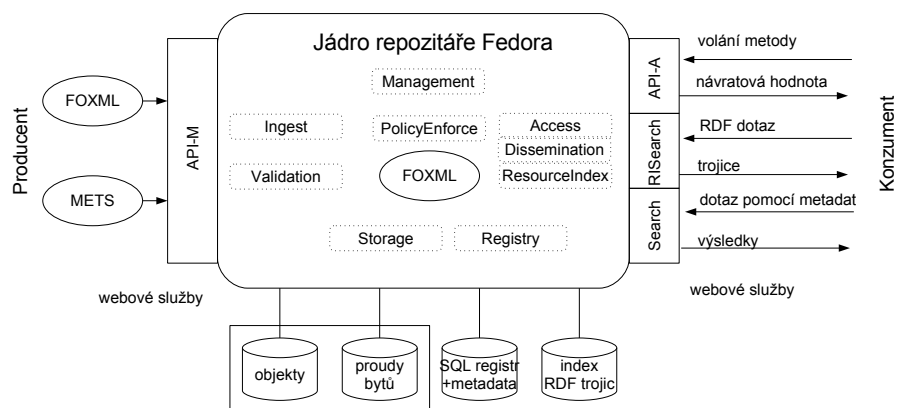 Jádro repozitáře Fedora
Producent
FOXML
METS
API-M
Management
Ingest
PolicyEnforce
Access
Dissemination
Validation
FOXML
ResourceIndex
Storage
Registry
API-A
RISearch
Search
volání metody
návratová hodnota
RDF dotaz
trojice
dotaz pomocí metadat
výsledky
Konzument
webové služby
webové služby
objekty
proudy
bytů
SQL registr
+metadata
index
RDF trojic